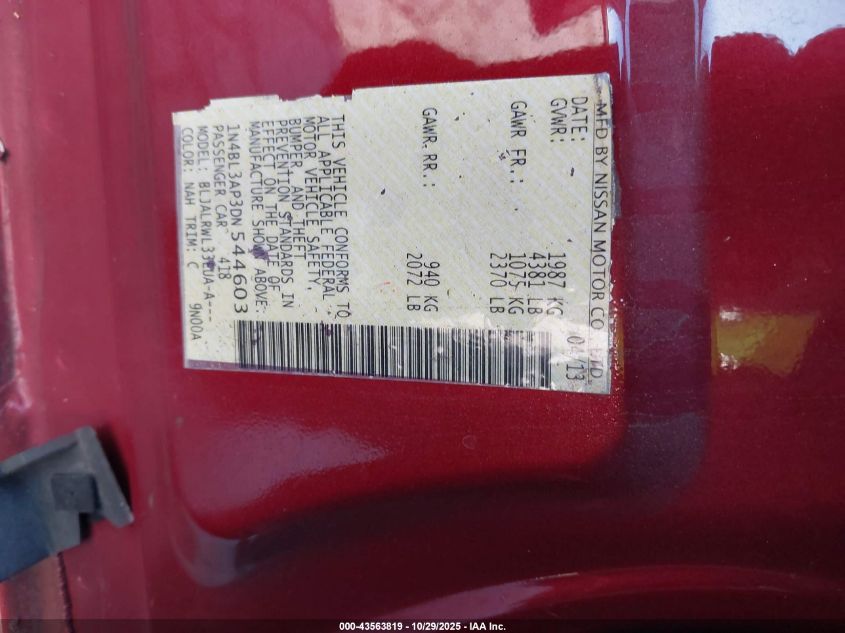 MFD BY NISSAN MOTOR CO., LTD.
DATE: 04/13
GVWR: 1987 KG
4381 LB
GAWR FR.: 1075 KG
2370 LB
GAWR RR.: 940 KG
2072 LB
THIS VEHICLE CONFORMS TO
ALL APPLICABLE FEDERAL
MOTOR VEHICLE SAFETY,
BUMPER AND THEFT
PREVENTION STANDARDS IN
EFFECT ON THE DATE OF
MANUFACTURE SHOWN ABOVE.
1N4BL3AP3DN544603
PASSENGER CAR 418
MODEL: BLJALRWL33EUA-A---
COLOR: NAH TRIM: C 9N00A
000-43563819 - 10/29/2025 - IAA Inc.